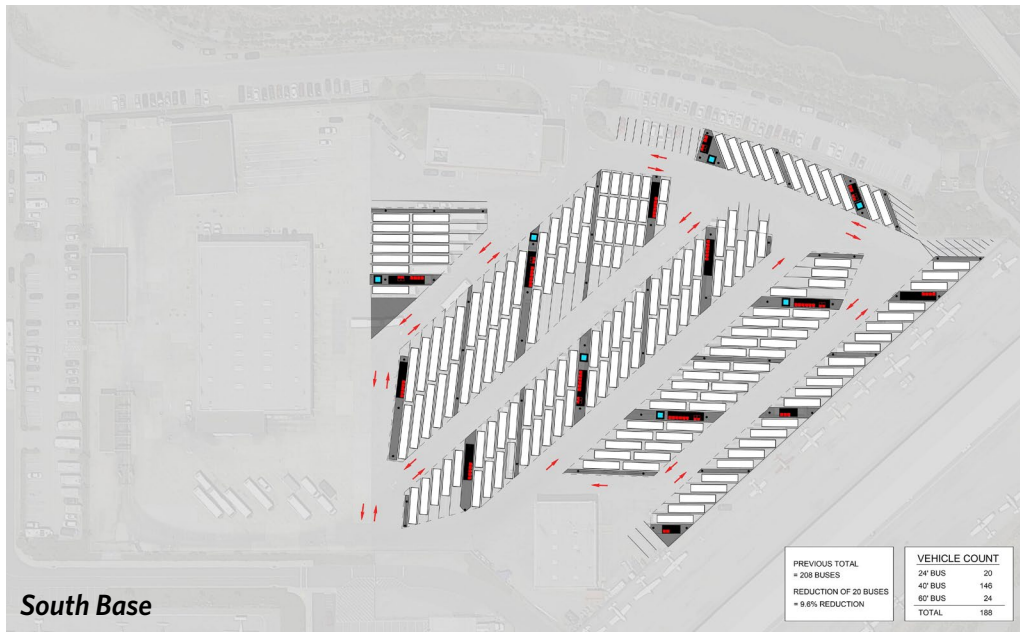 PREVIOUS TOTAL
= 208 BUSES
REDUCTION OF 20 BUSES
= 9.6% REDUCTION
VEHICLE COUNT
24' BUS 20
40' BUS 146
60' BUS 24
TOTAL 188
South Base